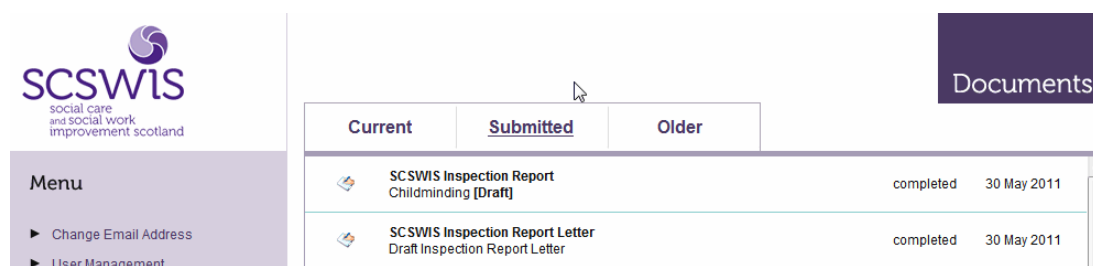 SCSWIS
social care
and social work
improvement scotland
Documents
Current Submitted Older
Menu
SCSWIS Inspection Report
Childminding [Draft]
completed 30 May 2011
Change Email Address
SCSWIS Inspection Report Letter
Draft Inspection Report Letter
completed 30 May 2011
User Management